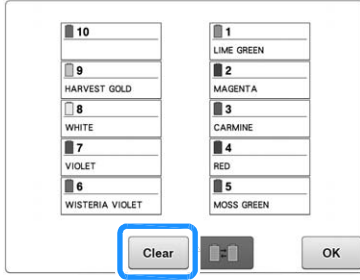 10
1
LIME GREEN
9
HARVEST GOLD
2
MAGENTA
8
WHITE
3
CARMINE
7
VIOLET
4
RED
6
WISTERIA VIOLET
5
MOSS GREEN
Clear
OK